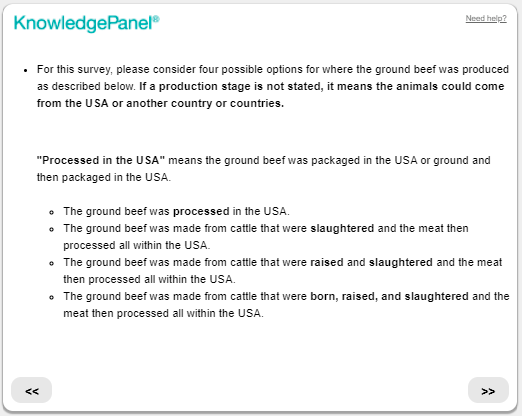 KnowledgePanel®
Need help?
• For this survey, please consider four possible options for where the ground beef was produced
as described below. If a production stage is not stated, it means the animals could come
from the USA or another country or countries.
"Processed in the USA" means the ground beef was packaged in the USA or ground and
then packaged in the USA.
o The ground beef was processed in the USA.
o The ground beef was made from cattle that were slaughtered and the meat then
processed all within the USA.
o The ground beef was made from cattle that were raised and slaughtered and the meat
then processed all within the USA.
o The ground beef was made from cattle that were born, raised, and slaughtered and the
meat then processed all within the USA.
<<
>>